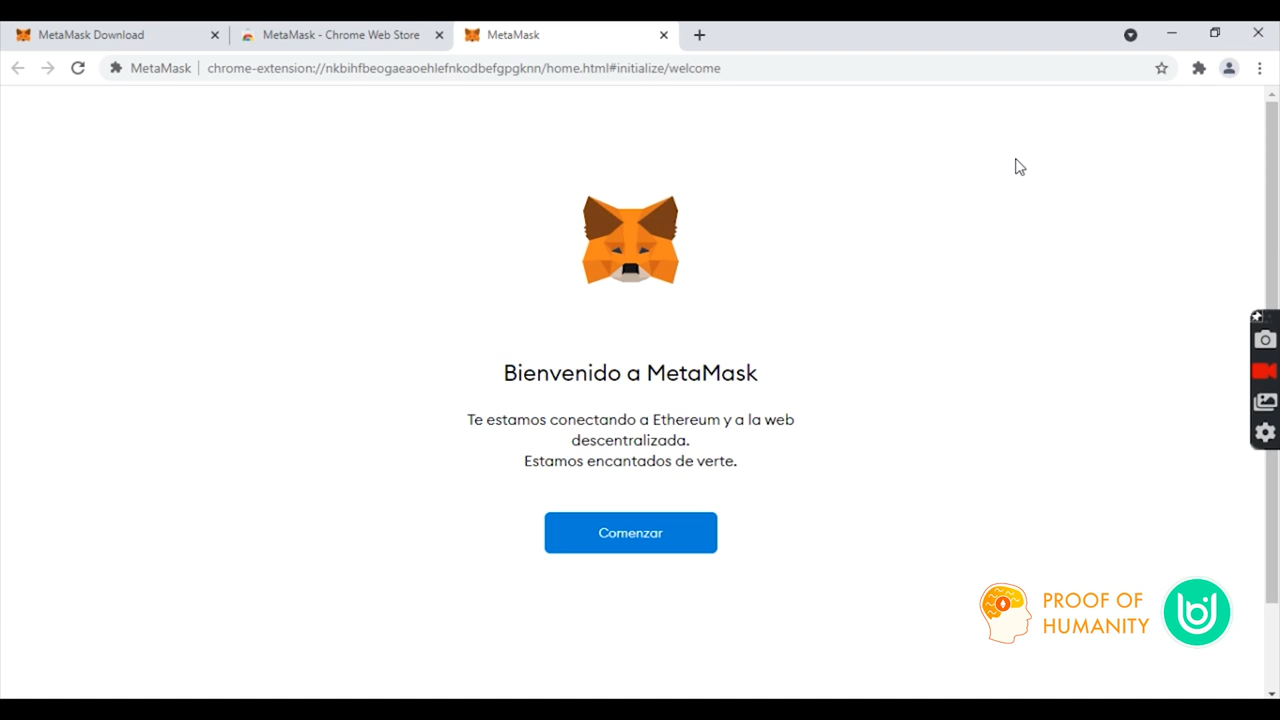 MetaMask Download
MetaMask - Chrome Web Store
MetaMask
MetaMask
chrome-extension://nkbihfbeogaeaoehlefnkodbefgpgknn/home.html#initialize/welcome
Bienvenido a MetaMask
Te estamos conectando a Ethereum y a la web
descentralizada.
Estamos encantados de verte.
Comenzar
PROOF OF
HUMANITY